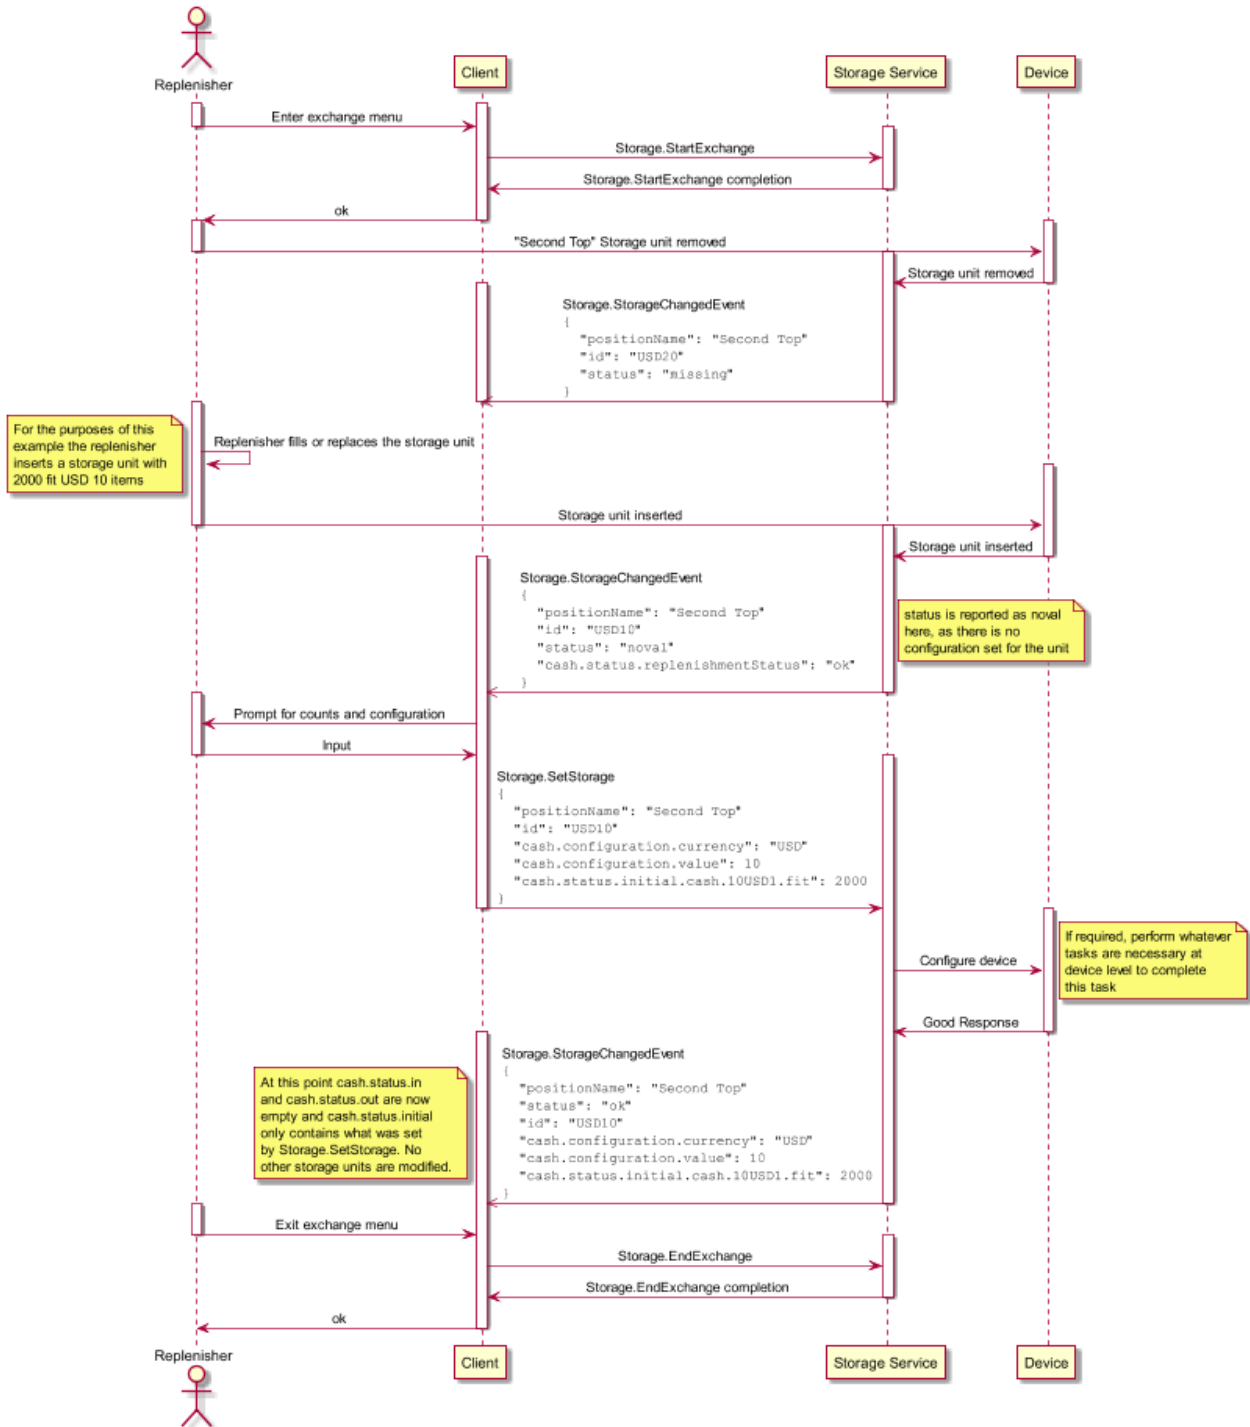 Replenisher
Client
Storage Service
Device
Enter exchange menu
Storage.StartExchange
Storage.StartExchange completion
ok
"Second Top" Storage unit removed
Storage unit removed
Storage.StorageChangedEvent
{
"positionName": "Second Top"
"id": "USD20"
"status": "missing"
}
For the purposes of this
example the replenisher
inserts a storage unit with
2000 fit USD 10 items
Replenisher fills or replaces the storage unit
Storage unit inserted
Storage unit inserted
Storage.StorageChangedEvent
{
"positionName": "Second Top"
"id": "USD10"
"status": "noval"
"cash.status.replenishmentStatus": "ok"
}
status is reported as noval
here, as there is no
configuration set for the unit
Prompt for counts and configuration
Input
Storage.SetStorage
{
"positionName": "Second Top"
"id": "USD10"
"cash.configuration.currency": "USD"
"cash.configuration.value": 10
"cash.status.initial.cash.10USD1.fit": 2000
}
Configure device
If required, perform whatever
tasks are necessary at
device level to complete
this task
Good Response
Storage.StorageChangedEvent
{
"positionName": "Second Top"
"status": "ok"
"id": "USD10"
"cash.configuration.currency": "USD"
"cash.configuration.value": 10
"cash.status.initial.cash.10USD1.fit": 2000
}
At this point cash.status.in
and cash.status.out are now
empty and cash.status.initial
only contains what was set
by Storage.SetStorage. No
other storage units are modified.
Exit exchange menu
Storage.EndExchange
Storage.EndExchange completion
ok
Replenisher
Client
Storage Service
Device